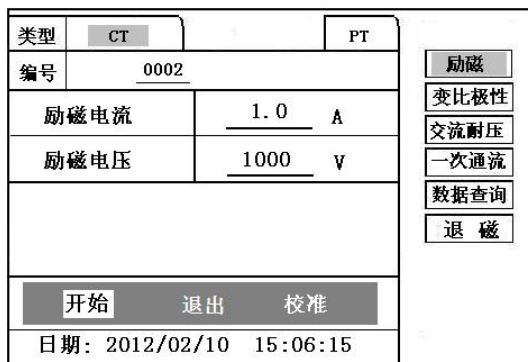 类型 CT PT
编号 0002
励磁电流 1.0 A
励磁电压 1000 V
开始 退出 校准
日期: 2012/02/10 15:06:15
励磁
变比极性
交流耐压
一次通流
数据查询
退 磁